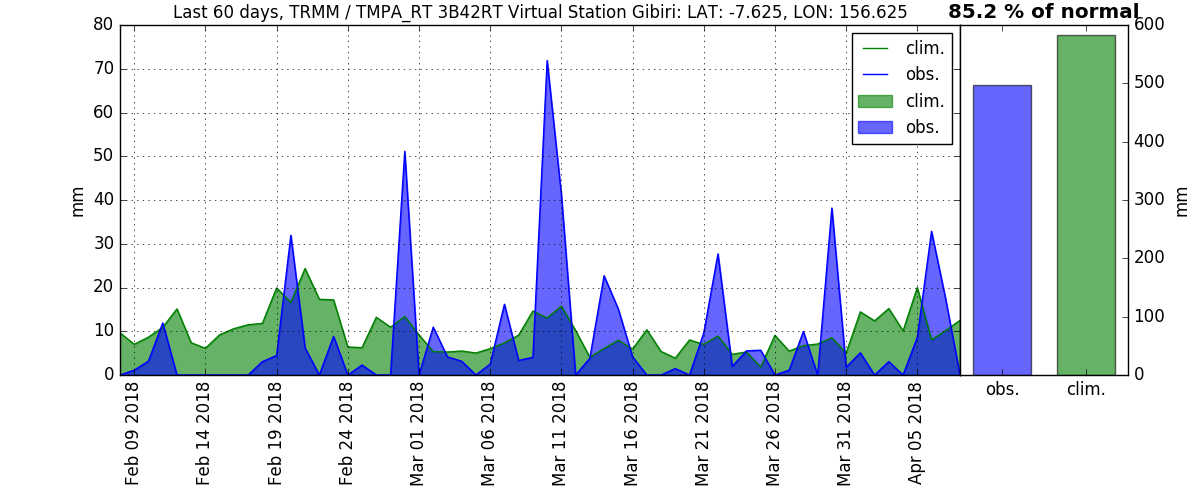 Last 60 days, TRMM / TMPA_RT 3B42RT Virtual Station Gibiri: LAT: -7.625, LON: 156.625
85.2 % of normal
80
70
60
50
40
30
20
10
0
mm
clim.
obs.
clim.
obs.
600
500
400
300
200
100
0
mm
obs.
clim.
Feb 09 2018
Feb 14 2018
Feb 19 2018
Feb 24 2018
Mar 01 2018
Mar 06 2018
Mar 11 2018
Mar 16 2018
Mar 21 2018
Mar 26 2018
Mar 31 2018
Apr 05 2018